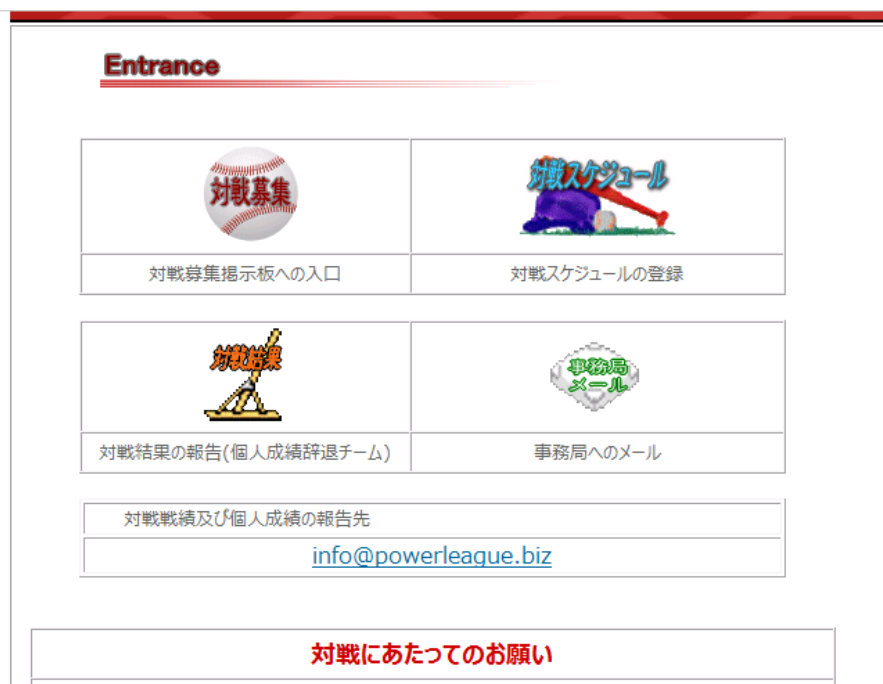 Entrance
対戦募集
対戦スケジュール
対戦募集掲示板への入口
対戦スケジュールの登録
対戦結果
事務局
メール
対戦結果の報告(個人成績辞退チーム)
事務局へのメール
対戦戦績及び個人成績の報告先
info@powerleague.biz
対戦にあたってのお願い